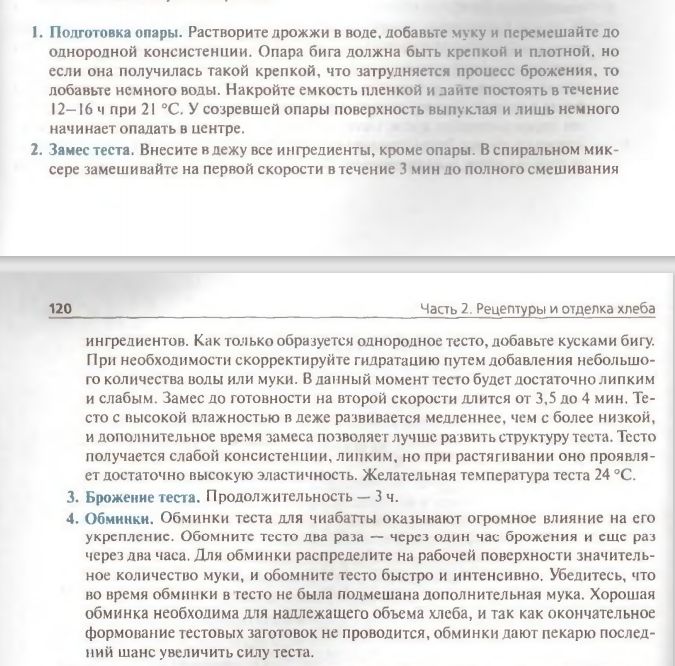 1. Подготовка опары. Растворите дрожжи в воде, добавьте муку и перемешайте до
однородной консистенции. Опара бига должна быть крепкой и плотной, но
если она получилась такой крепкой, что затрудняется процесс брожения, то
добавьте немного воды. Накройте емкость пленкой и дайте постоять в течение
12—16 ч при 21 °С. У созревшей опары поверхность выпуклая и лишь немного
начинает опадать в центре.
2. Замес теста. Внесите в дежу все ингредиенты, кроме опары. В спиральном мик-
сере замешивайте на первой скорости в течение 3 мин до полного смешивания
120 Часть 2. Рецептуры и отделка хлеба
ингредиентов. Как только образуется однородное тесто, добавьте кусками бигу.
При необходимости скорректируйте гидратацию путем добавления небольшо-
го количества воды или муки. В данный момент тесто будет достаточно липким
и слабым. Замес до готовности на второй скорости длится от 3,5 до 4 мин. Те-
сто с высокой влажностью в деже развивается медленнее, чем с более низкой,
и дополнительное время замеса позволяет лучше развить структуру теста. Тесто
получается слабой консистенции, липким, но при растягивании оно проявля-
ет достаточно высокую эластичность. Желательная температура теста 24 °С.
3. Брожение теста. Продолжительность — 3 ч.
4. Обминки. Обминки теста для чиабатты оказывают огромное влияние на его
укрепление. Обомните тесто два раза — через один час брожения и еще раз
через два часа. Для обминки распределите на рабочей поверхности значитель-
ное количество муки, и обомните тесто быстро и интенсивно. Убедитесь, что
во время обминки в тесто не была подмешана дополнительная мука. Хорошая
обминка необходима для надлежащего объема хлеба, и так как окончательное
формование тестовых заготовок не проводится, обминки дают пекарю послед-
ний шанс увеличить силу теста.